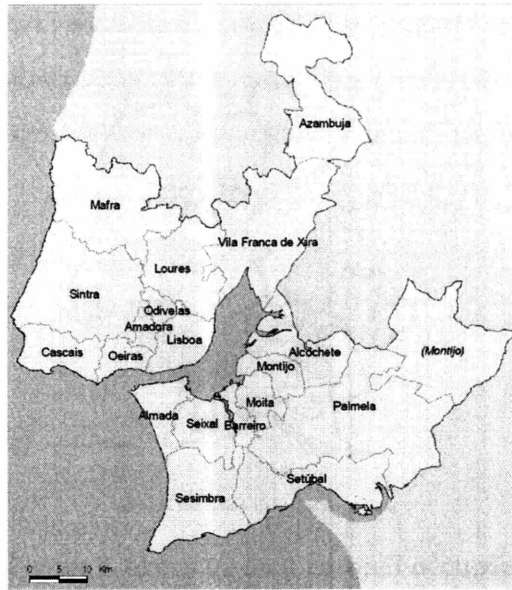 Azambuja
Mafra
Vila Franca de Xira
Loures
Sintra
Odivelas
Amadora
Lisboa
Cascais
Oeiras
Alcochete
(Montijo)
Montijo
Almada
Seixal
Moita
Barreiro
Palmela
Sesimbra
Setúbal
0 5 10 Km